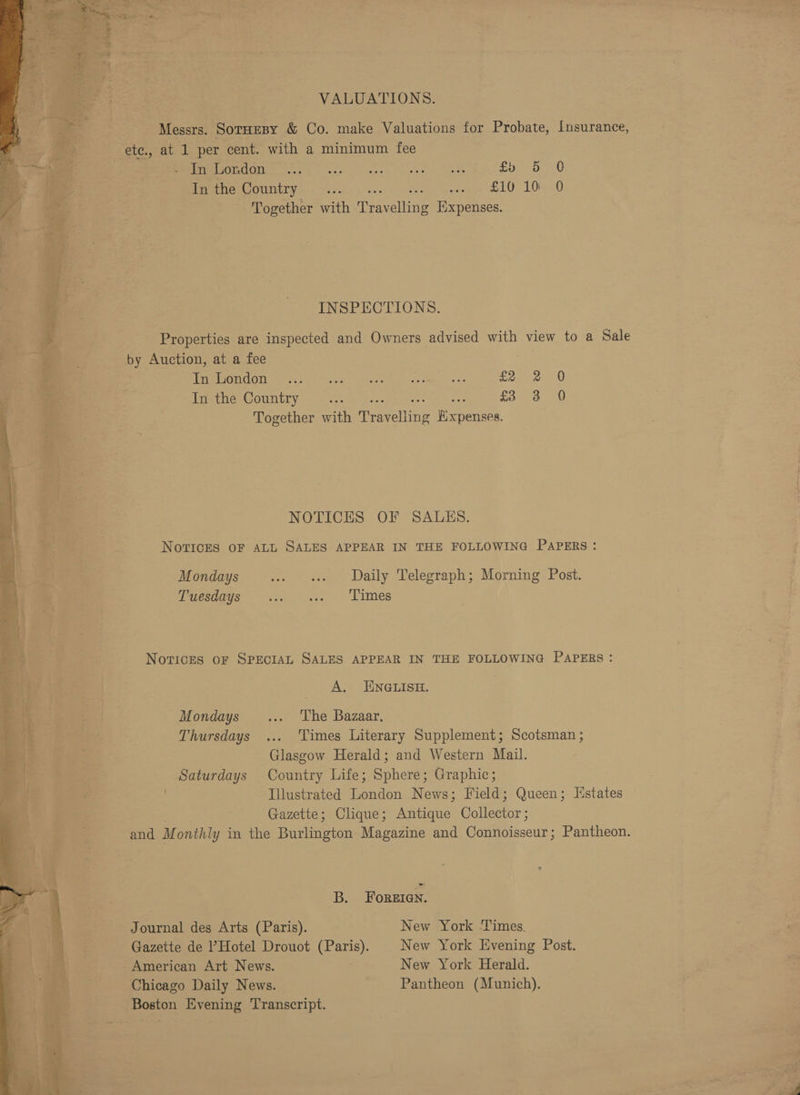 VALUATIONS.
Messrs. SOTHEBY & Co. make Valuations for Probate, Insurance,
etc., at 1 per cent. with a minimum fee
In London ... ... ... ... ... £5 5 0
In the Country ... ... ... ... £10 10 0
Together with Travelling Expenses.
INSPECTIONS.
Properties are inspected and Owners advised with view to a Sale
by Auction, at a fee
In London ... ... ... ... ... £2 2 0
In the Country ... ... ... ... £3 3 0
Together with Travelling Expenses.
NOTICES OF SALES.
NOTICES OF ALL SALES APPEAR IN THE FOLLOWING PAPERS:
Mondays ... ... Daily Telegraph; Morning Post.
Tuesdays ... ... Times
NOTICES OF SPECIAL SALES APPEAR IN THE FOLLOWING PAPERS:
A. ENGLISH.
Mondays ... The Bazaar.
Thursdays ... Times Literary Supplement; Scotsman;
Glasgow Herald; and Western Mail.
Saturdays Country Life; Sphere; Graphic;
Illustrated London News; Field; Queen; Estates
Gazette; Clique; Antique Collector;
and Monthly in the Burlington Magazine and Connoisseur; Pantheon.
B. FOREIGN.
Journal des Arts (Paris). New York Times.
Gazette de l'Hotel Drouot (Paris). New York Evening Post.
American Art News. New York Herald.
Chicago Daily News. Pantheon (Munich).
Boston Evening Transcript.